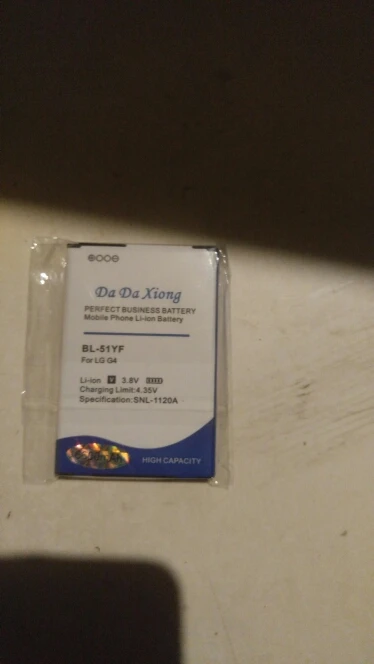 Da Da Xiong
PERFECT BUSINESS BATTERY
Mobile Phone Li-ion Battery
BL-51YF
For LG G4
Li-ion 3.8V
Charging Limit:4.35V
Specification:SNL-1120A
HIGH CAPACITY